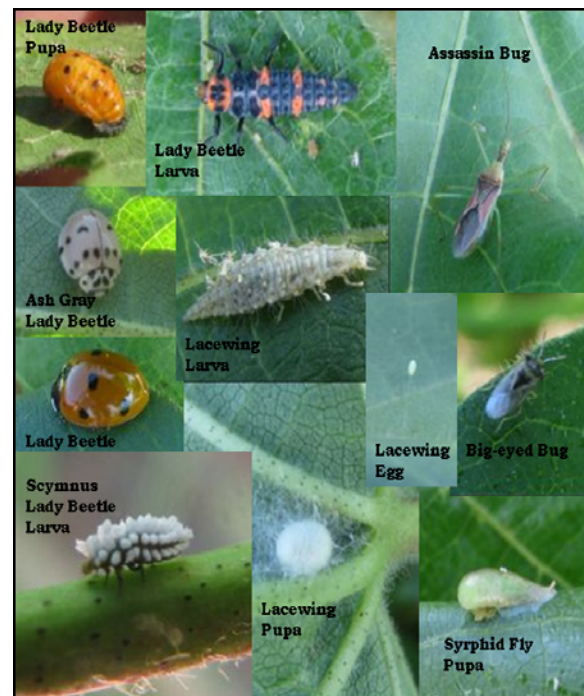 Lady Beetle
Pupa
Lady Beetle
Larva
Assassin Bug
Ash Gray
Lady Beetle
Lacewing
Larva
Lady Beetle
Lacewing
Egg
Big-eyed Bug
Scymnus
Lady Beetle
Larva
Lacewing
Pupa
Syrphid Fly
Pupa